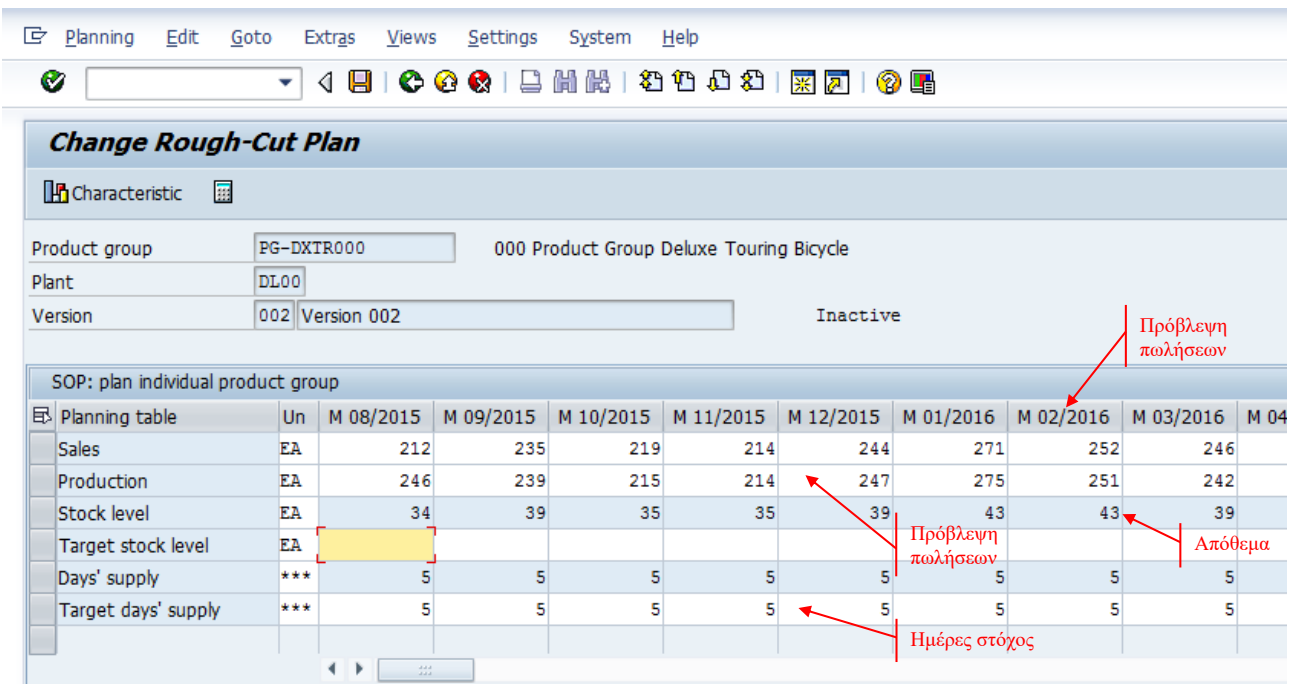 Planning Edit Goto Extras Views Settings System Help
Change Rough-Cut Plan
Characteristic
Product group PG-DXTR000 000 Product Group Deluxe Touring Bicycle
Plant DL00
Version 002 Version 002 Inactive
Πρόβλεψη
πωλήσεων
SOP: plan individual product group
Planning table Un M 08/2015 M 09/2015 M 10/2015 M 11/2015 M 12/2015 M 01/2016 M 02/2016 M 03/2016 M 04
Sales EA 212 235 219 214 244 271 252 246
Production EA 246 239 215 214 247 275 251 242
Stock level EA 34 39 35 35 39 43 43 39
Πρόβλεψη
πωλήσεων
Απόθεμα
Target stock level EA
Days' supply *** 5 5 5 5 5 5 5 5
Target days' supply *** 5 5 5 5 5 5 5 5
Ημέρες στόχος